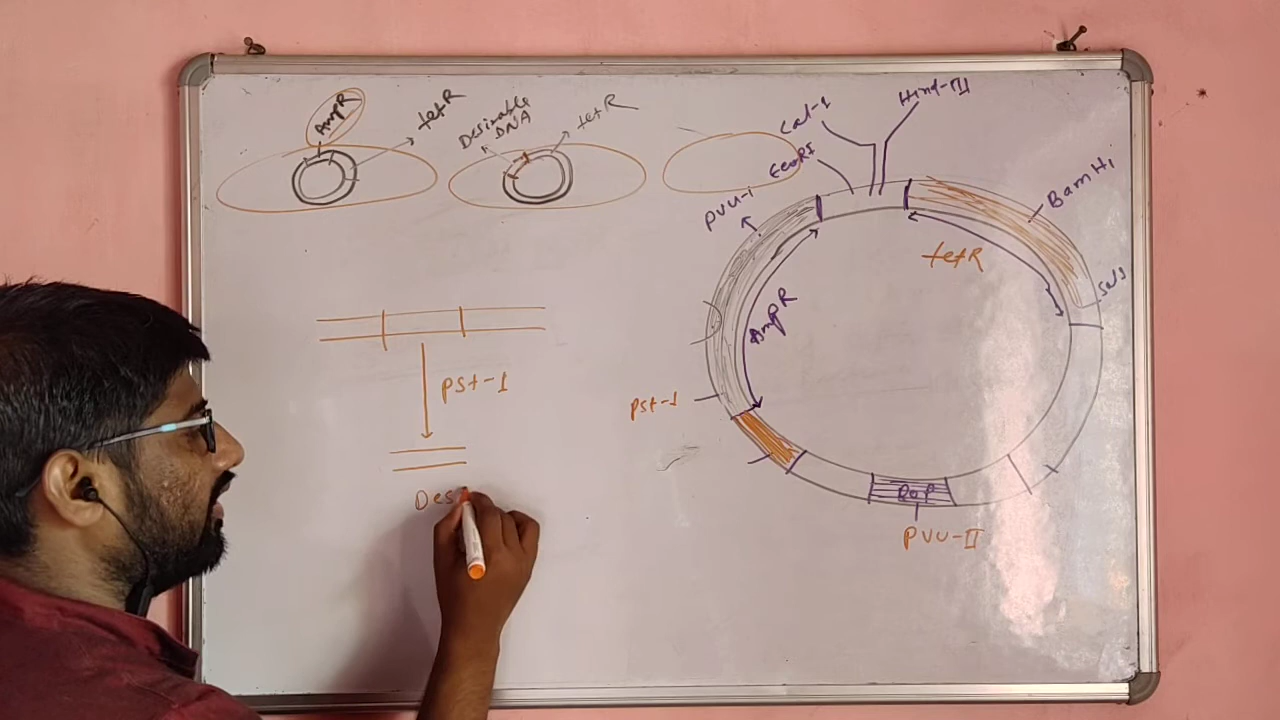 AmpR
tetR
Desirable
DNA
tetR
Cal-1
Hind-III
EcoRI
PVU-1
BamH1
tetR
AmpR
Pst-1
Pst-1
Des
RoP
PVU-II